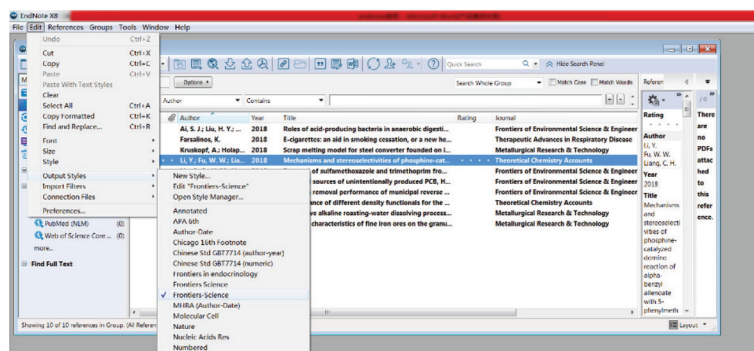 EndNote X8
File Edit References Groups Tools Window Help
Undo Ctrl+Z
Cut Ctrl+X
Copy Ctrl+C
Paste Ctrl+V
Paste With Text Styles
Clear
Select All Ctrl+A
Copy Formatted Ctrl+K
Find and Replace... Ctrl+R
Font
Size
Style
Output Styles
Import Filters
Connection Files
Preferences...
PubMed (NLM) (0)
Web of Science Core ... (0)
more...
Find Full Text
New Style...
Edit "Frontiers-Science"
Open Style Manager...
Annotated
APA 6th
Author-Date
Chicago 16th Footnote
Chinese Std GBT7714 (author-year)
Chinese Std GBT7714 (numeric)
Frontiers in endocrinology
Frontiers Science
✓ Frontiers-Science
MHRA (Author-Date)
Molecular Cell
Nature
Nucleic Acids Res
Numbered
Quick Search
Hide Search Panel
Options
Search Whole Group
Match Case
Match Words
Author
Contains
Author Year Title Rating Journal
Ai, S. J.; Liu, H. Y.; ... 2018 Roles of acid-producing bacteria in anaerobic digesti... Frontiers of Environmental Science & Engineer
Farsalinos, K. 2018 E-cigarettes: an aid in smoking cessation, or a new he... Therapeutic Advances in Respiratory Disease
Kruskopf, A.; Holap... 2018 Scrap melting model for steel converter founded on i... Metallurgical Research & Technology
Li, Y.; Fu, W. W.; Lia... 2018 Mechanisms and stereoselectivities of phosphine-cat... Theoretical Chemistry Accounts
of sulfamethoxazole and trimethoprim fro... Frontiers of Environmental Science & Engineer
sources of unintentionally produced PCB, H... Frontiers of Environmental Science & Engineer
removal performance of municipal reverse ... Frontiers of Environmental Science & Engineer
ance of different density functionals for the ... Theoretical Chemistry Accounts
ve alkaline roasting-water dissolving process... Metallurgical Research & Technology
characteristics of fine iron ores on the granu... Metallurgical Research & Technology
Referen
Rating
Author
Li, Y.
Fu, W. W.
Liang, C. H.
Year
2018
Title
Mechanisms
and
stereoselecti
vities of
phosphine-
catalyzed
domino
reaction of
alpha-
benzyl
allenoate
with 5-
phenylmeth
There
are
no
PDFs
attac
hed
to
this
refer
ence.
Showing 10 of 10 references in Group. (All Referen
Layout